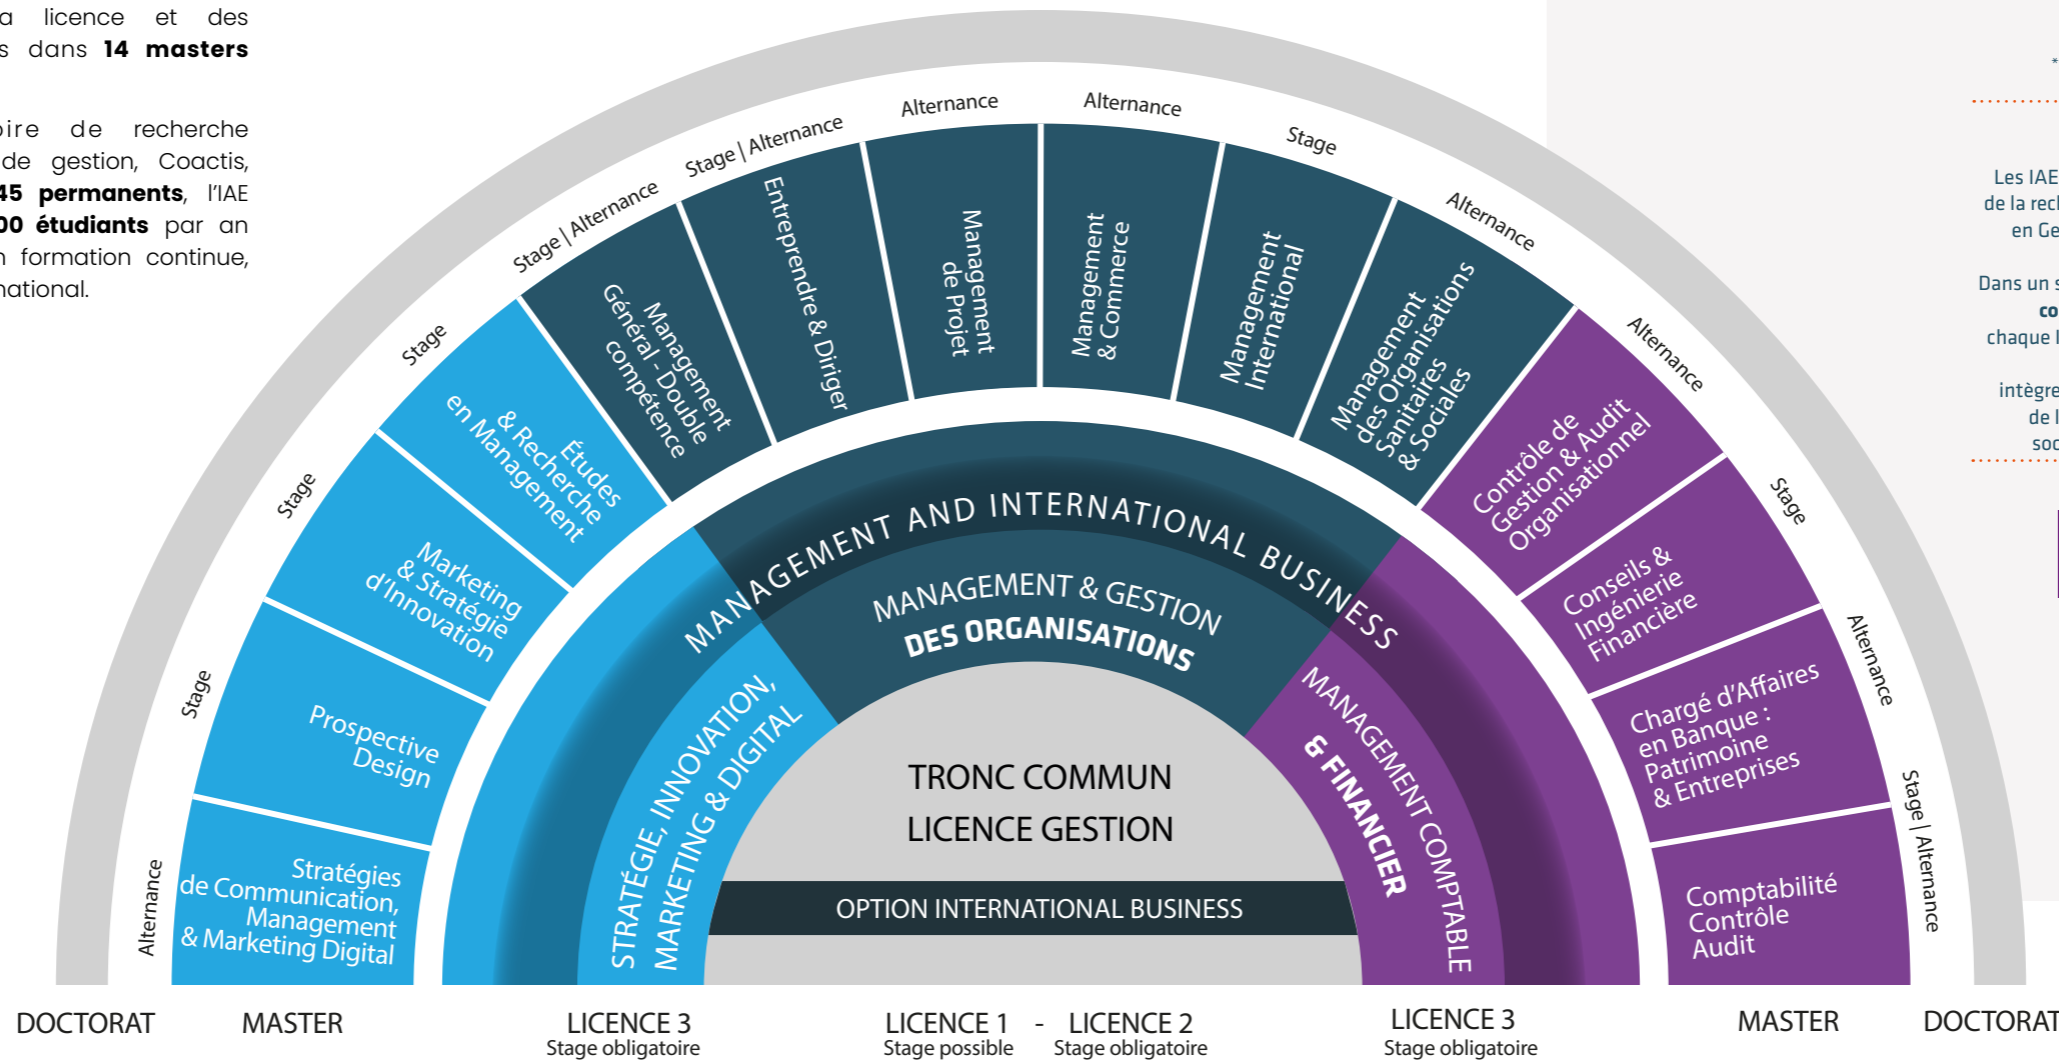 a licence et des
s dans 14 masters
oire de recherche
de gestion, Coactis,
45 permanents, l'IAE
00 étudiants par an
n formation continue,
national.
Alternance
Stage
Stage
Stage
Stage | Alternance
Stage | Alternance
Alternance
Alternance
Stage
Alternance
Alternance
Stage
Alternance
Stage | Alternance
Stratégies
de Communication,
Management
& Marketing Digital
Prospective
Design
Marketing
& Stratégie
d'Innovation
Études
& Recherche
en Management
Management
Général - Double
compétence
Entreprendre & Diriger
Management
de Projet
Management
& Commerce
Management
International
Management
des Organisations
Sanitaires
& Sociales
Contrôle de
Gestion & Audit
Organisationnel
Conseils &
Ingénierie
Financière
Chargé d'Affaires
en Banque :
Patrimoine
& Entreprises
Comptabilité
Contrôle
Audit
MANAGEMENT AND INTERNATIONAL BUSINESS
STRATÉGIE, INNOVATION,
MARKETING & DIGITAL
MANAGEMENT & GESTION
DES ORGANISATIONS
MANAGEMENT COMPTABLE
& FINANCIER
TRONC COMMUN
LICENCE GESTION
OPTION INTERNATIONAL BUSINESS
DOCTORAT
MASTER
LICENCE 3
Stage obligatoire
LICENCE 1 - LICENCE 2
Stage possible Stage obligatoire
LICENCE 3
Stage obligatoire
MASTER
DOCTORAT
*
Les IAE
de la recl
en Ge
Dans un s
co
chaque l
intègre
de l
soc